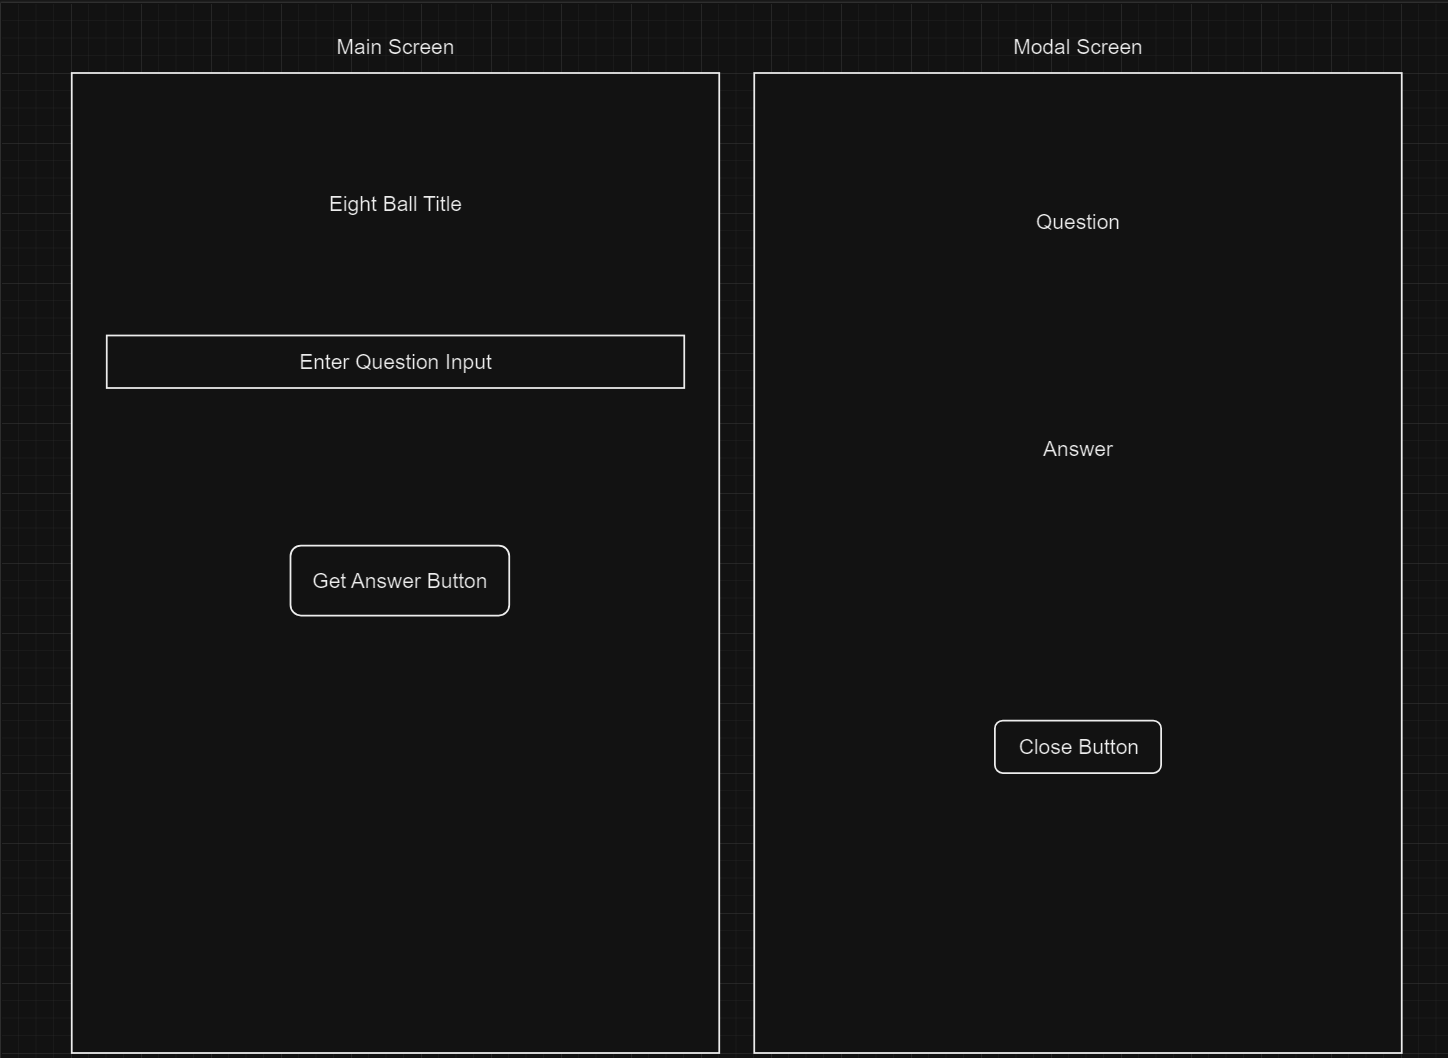 Main Screen
Eight Ball Title
Enter Question Input
Get Answer Button
Modal Screen
Question
Answer
Close Button